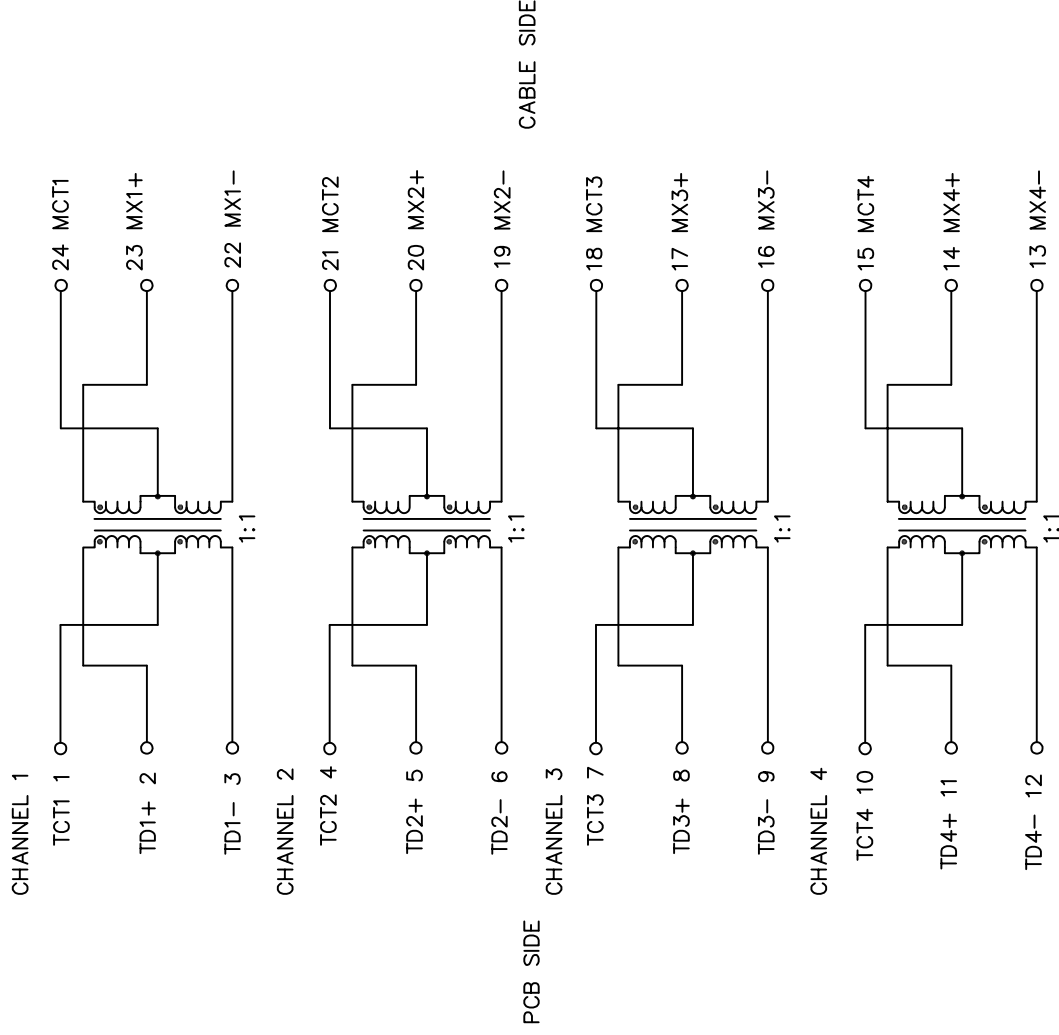 CHANNEL 1
TCT1 1
24 MCT1
TD1+ 2
23 MX1+
TD1- 3
22 MX1-
1:1
CHANNEL 2
TCT2 4
21 MCT2
TD2+ 5
20 MX2+
TD2- 6
19 MX2-
1:1
PCB SIDE
CABLE SIDE
CHANNEL 3
TCT3 7
18 MCT3
TD3+ 8
17 MX3+
TD3- 9
16 MX3-
1:1
CHANNEL 4
TCT4 10
15 MCT4
TD4+ 11
14 MX4+
TD4- 12
13 MX4-
1:1